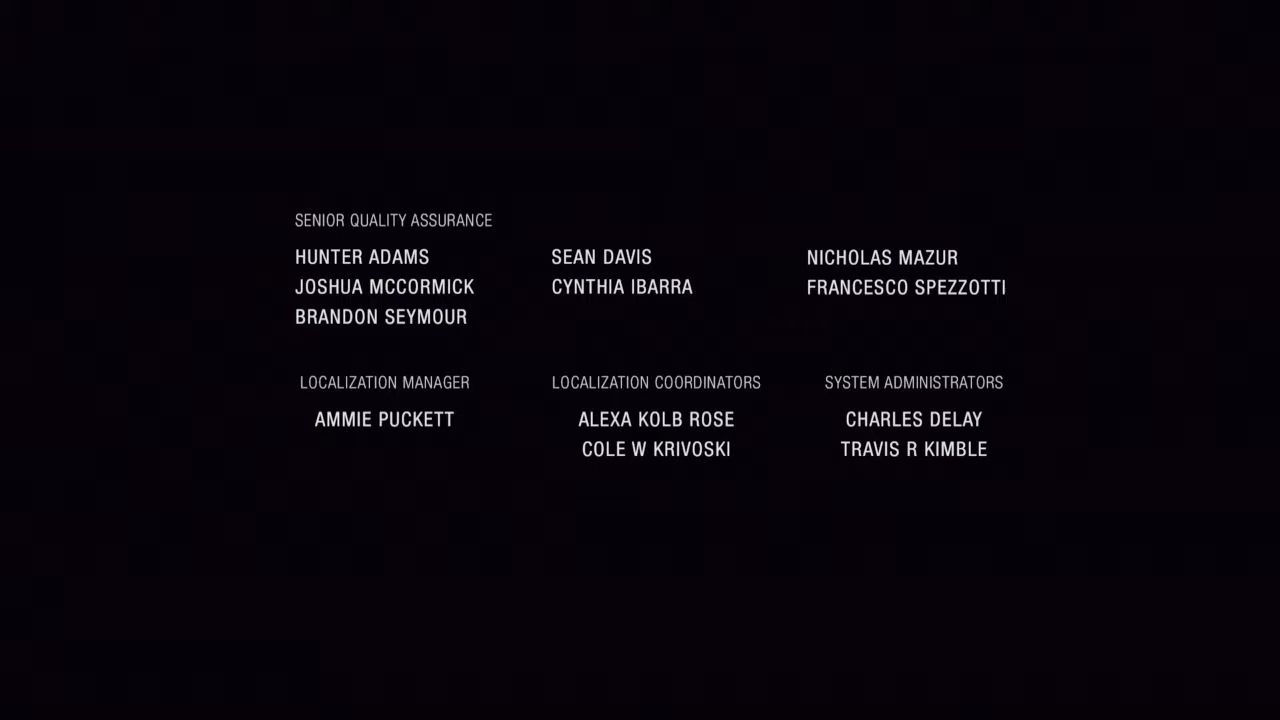 SENIOR QUALITY ASSURANCE
HUNTER ADAMS SEAN DAVIS NICHOLAS MAZUR
JOSHUA MCCORMICK CYNTHIA IBARRA FRANCESCO SPEZZOTTI
BRANDON SEYMOUR
LOCALIZATION MANAGER LOCALIZATION COORDINATORS SYSTEM ADMINISTRATORS
AMMIE PUCKETT ALEXA KOLB ROSE CHARLES DELAY
COLE W KRIVOSKI TRAVIS R KIMBLE